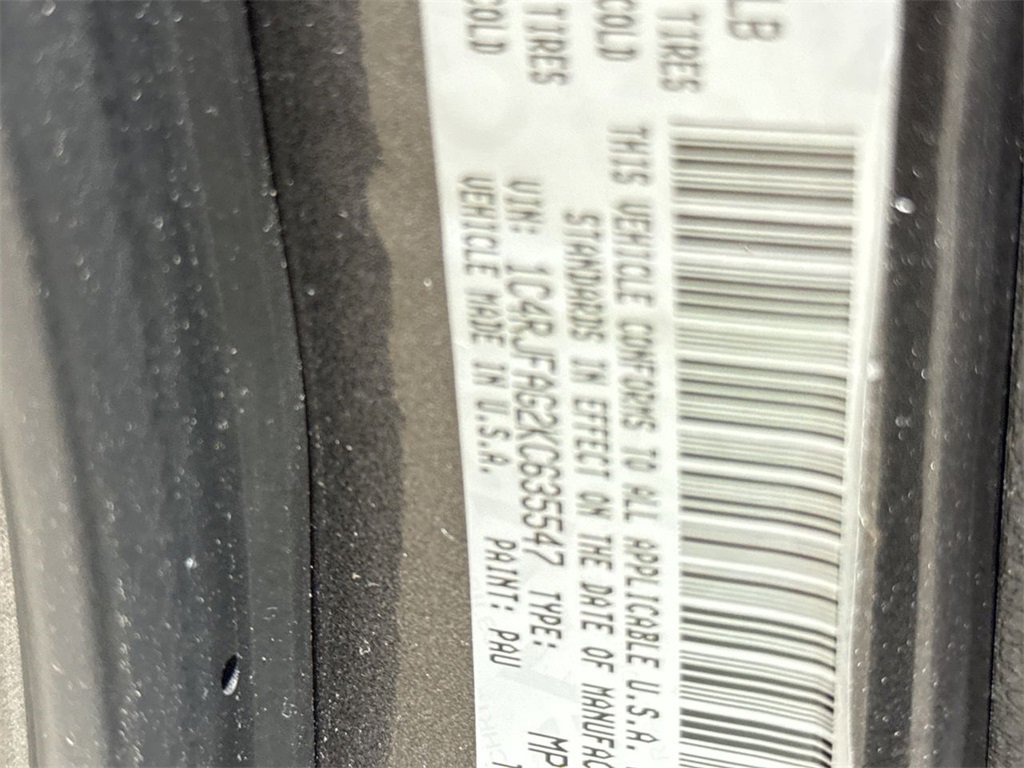 LB
TIRES
COLD
TIRES
COLD
THIS VEHICLE CONFORMS TO ALL APPLICABLE U.S.A.
STANDARDS IN EFFECT ON THE DATE OF MANUFAC
VIN: 1C4RJFAG2KC635547 TYPE: MP
VEHICLE MADE IN U.S.A. PAINT: PAU